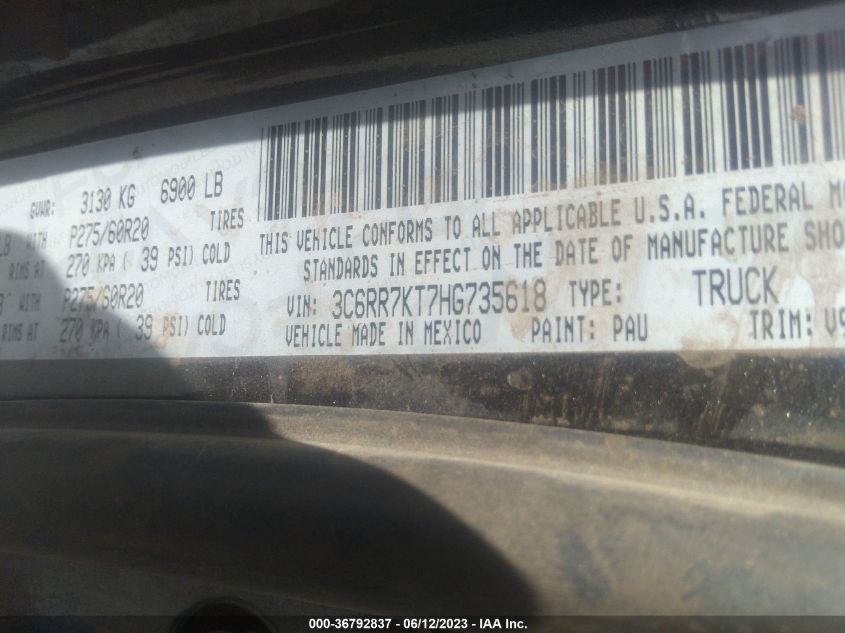 GVWR: 3130 KG 6900 LB
LB WITH P275/60R20 TIRES
RIMS AT 270 KPA ( 39 PSI) COLD
WITH P275/60R20 TIRES
RIMS AT 270 KPA ( 39 PSI) COLD
THIS VEHICLE CONFORMS TO ALL APPLICABLE U.S.A. FEDERAL
STANDARDS IN EFFECT ON THE DATE OF MANUFACTURE
VIN: 3C6RR7KT7HG735618 TYPE: TRUCK
VEHICLE MADE IN MEXICO PAINT: PAU TRIM:
000-36792837 - 06/12/2023 - IAA Inc.